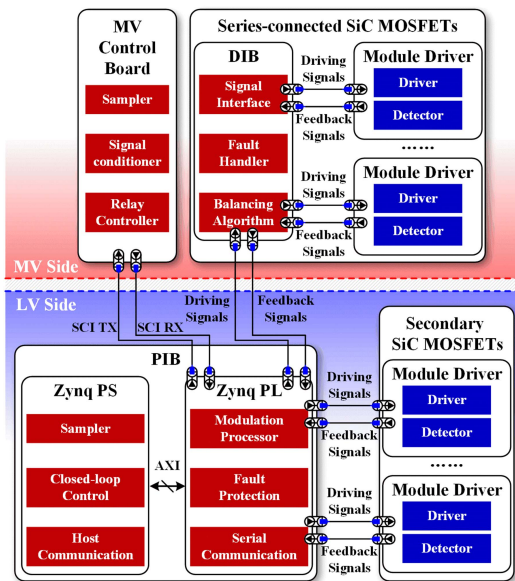 MV
Control
Board
Sampler
Signal
conditioner
Relay
Controller
Series-connected SiC MOSFETs
DIB
Signal
Interface
Fault
Handler
Balancing
Algorithm
Driving
Signals
Feedback
Signals
Module Driver
Driver
Detector
......
Driving
Signals
Feedback
Signals
Module Driver
Driver
Detector
MV Side
LV Side
SCI TX
SCI RX
Driving
Signals
Feedback
Signals
PIB
Zynq PS
Sampler
Closed-loop
Control
Host
Communication
AXI
Zynq PL
Modulation
Processor
Fault
Protection
Serial
Communication
Driving
Signals
Feedback
Signals
Driving
Signals
Feedback
Signals
Secondary
SiC MOSFETs
Module Driver
Driver
Detector
......
Module Driver
Driver
Detector